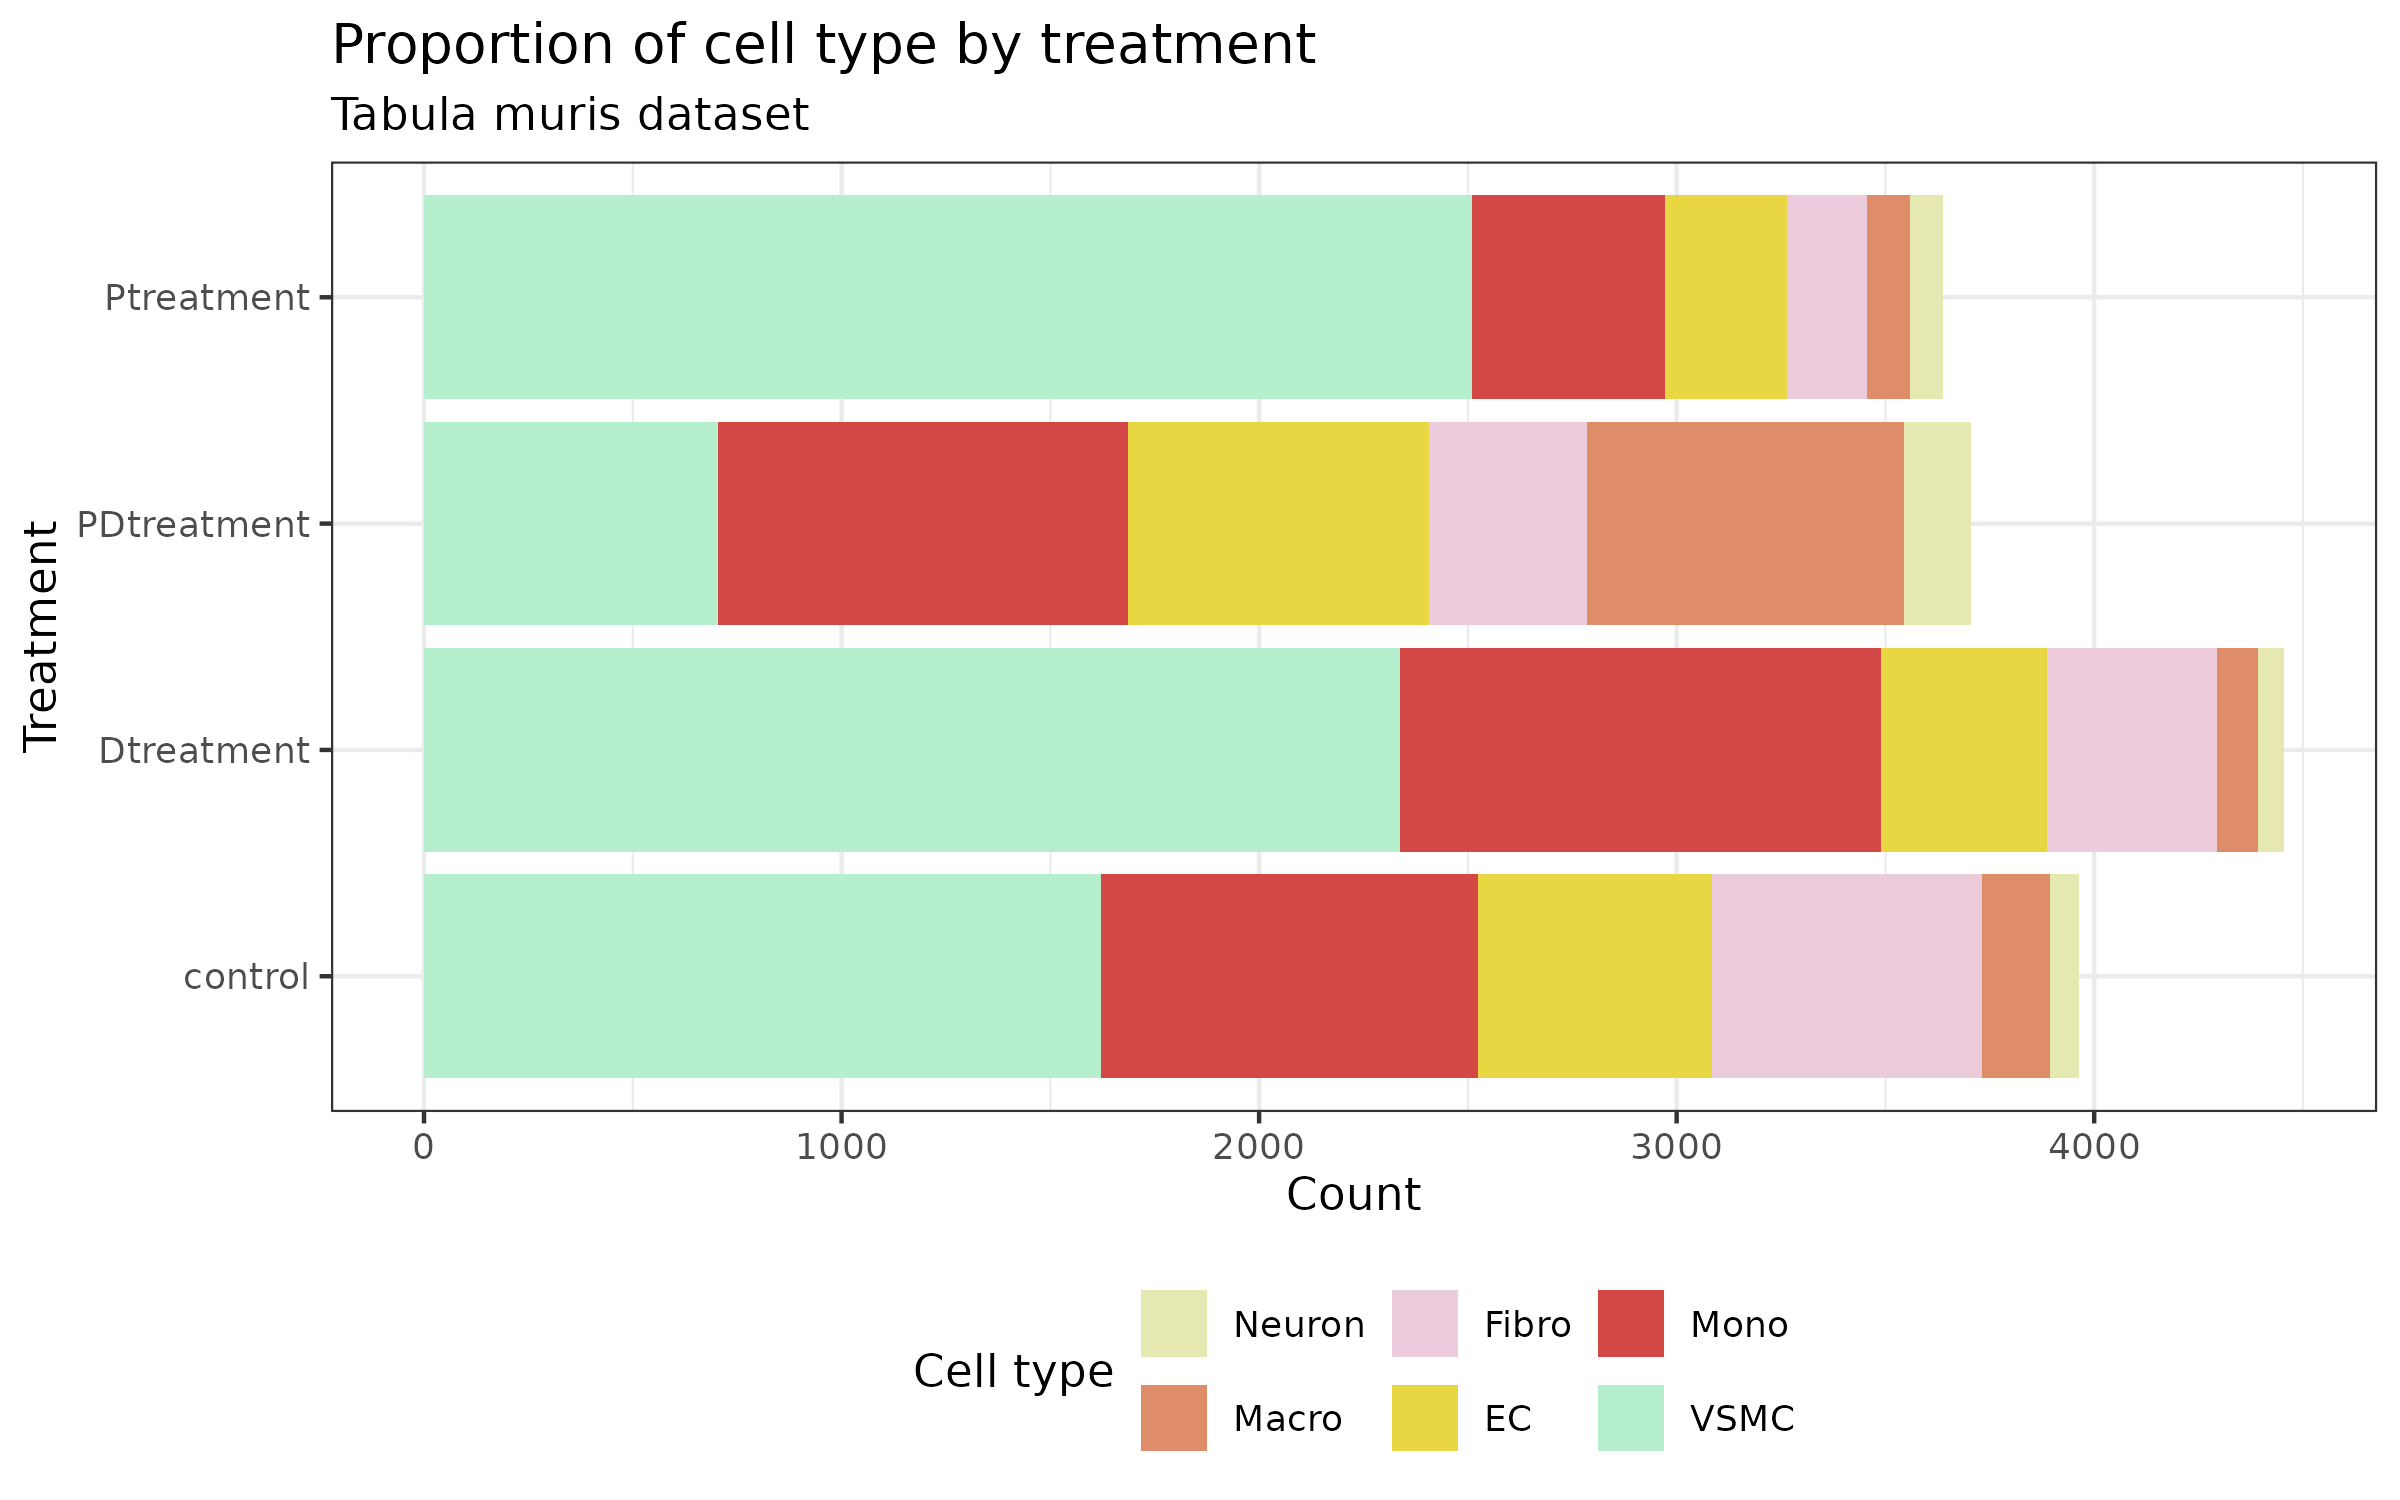 Proportion of cell type by treatment
Tabula muris dataset
Treatment
Ptreatment
PDtreatment
Dtreatment
control
0 1000 2000 3000 4000
Count
Cell type
Neuron Fibro Mono
Macro EC VSMC